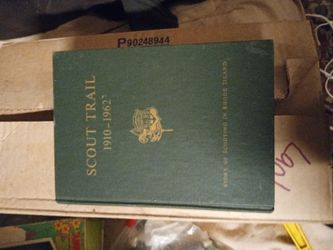 P90248944
SCOUT TRAIL
1910-1962
STORY OF SCOUTING IN RHODE ISLAND